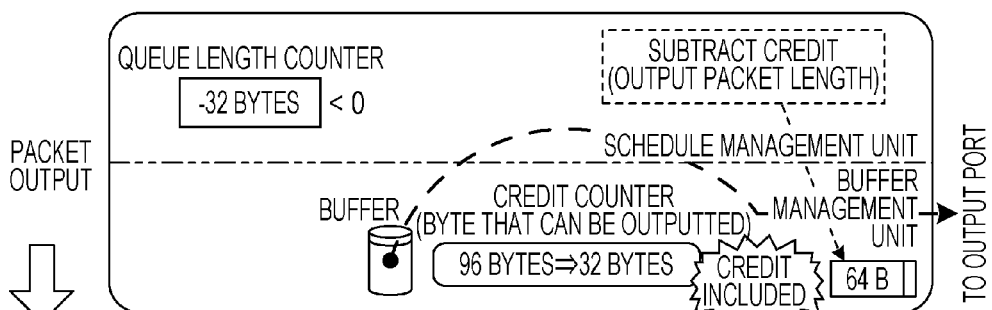 QUEUE LENGTH COUNTER
-32 BYTES < 0
SUBTRACT CREDIT
(OUTPUT PACKET LENGTH)
PACKET
OUTPUT
SCHEDULE MANAGEMENT UNIT
BUFFER
MANAGEMENT
UNIT
BUFFER
CREDIT COUNTER
(BYTE THAT CAN BE OUTPUTTED)
96 BYTES⇒32 BYTES
CREDIT
INCLUDED
64 B
TO OUTPUT PORT